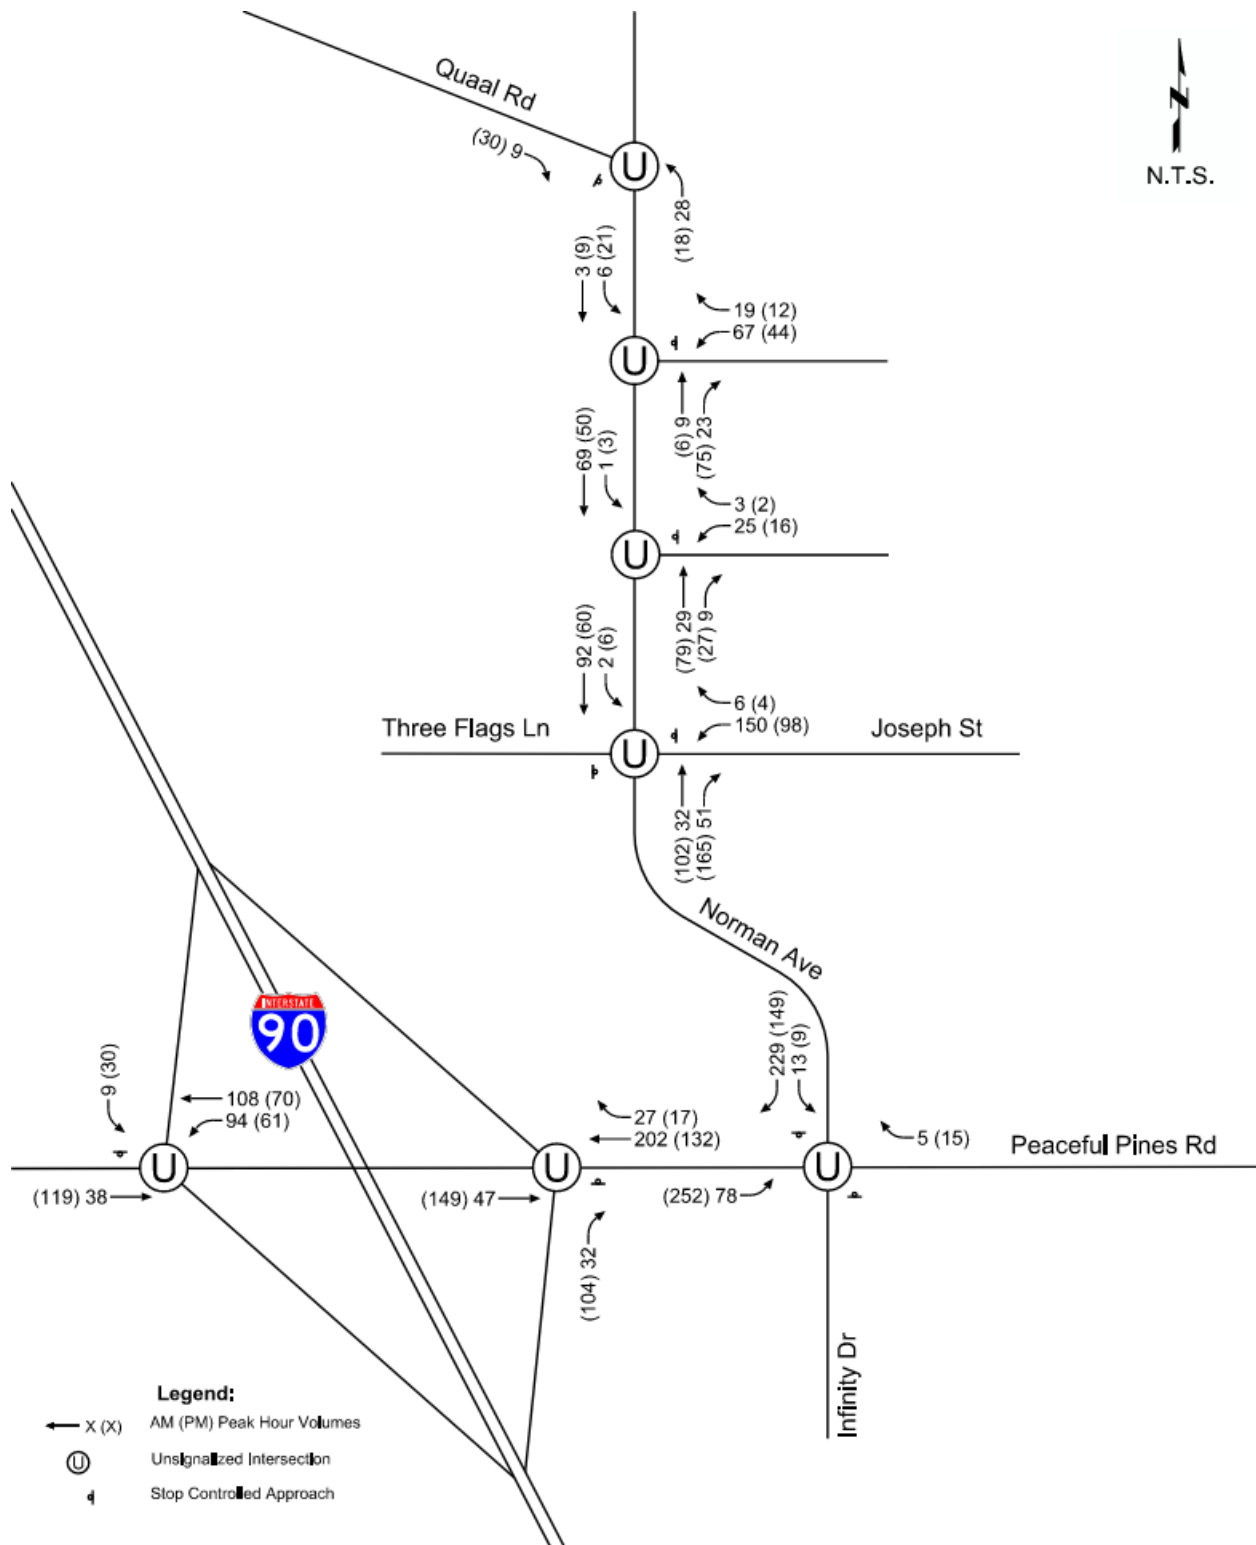 Quaal Rd
N
N.T.S.
(30) 9
U
(18) 28
3 (9)
6 (21)
19 (12)
67 (44)
U
(6) 9
(75) 23
69 (50)
1 (3)
3 (2)
25 (16)
U
(79) 29
(27) 9
92 (60)
2 (6)
6 (4)
150 (98)
Three Flags Ln
Joseph St
U
(102) 32
(165) 51
Norman Ave
INTERSTATE
90
9 (30)
108 (70)
94 (61)
27 (17)
202 (132)
229 (149)
13 (9)
5 (15)
Peaceful Pines Rd
U
U
U
(119) 38
(149) 47
(252) 78
(104) 32
Infinity Dr
Legend:
X (X) AM (PM) Peak Hour Volumes
U Unsignalized Intersection
Stop Controlled Approach